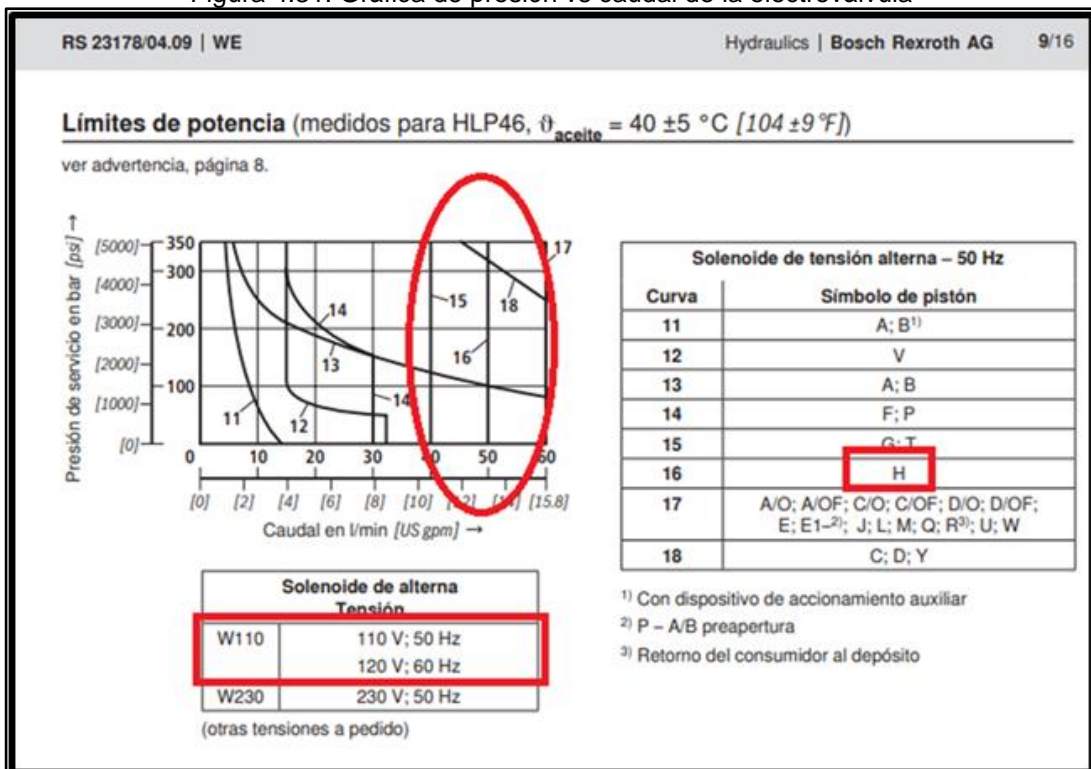 Figura 4.31. Gráfica de presión vs caudal de la electroválvula
RS 23178/04.09 | WE
Hydraulics | Bosch Rexroth AG 9/16
Límites de potencia (medidos para HLP46, ϑaceite = 40 ±5 °C [104 ±9 °F])
ver advertencia, página 8.
Presión de servicio en bar [psi] →
[5000] 350
[4000] 300
[3000] 200
[2000] 100
[1000]
[0]
11
12
13
14
14
15
16
17
18
0 10 20 30 40 50 60
[0] [2] [4] [6] [8] [10] [12] [14] [15.8]
Caudal en l/min [US gpm] →
Solenoide de alterna
Tensión
W110 110 V; 50 Hz
120 V; 60 Hz
W230 230 V; 50 Hz
(otras tensiones a pedido)
Solenoide de tensión alterna – 50 Hz
Curva Símbolo de pistón
11 A; B1)
12 V
13 A; B
14 F; P
15 G; T
16 H
17 A/O; A/OF; C/O; C/OF; D/O; D/OF;
E; E1–2); J; L; M; Q; R3); U; W
18 C; D; Y
1) Con dispositivo de accionamiento auxiliar
2) P – A/B preapertura
3) Retorno del consumidor al depósito